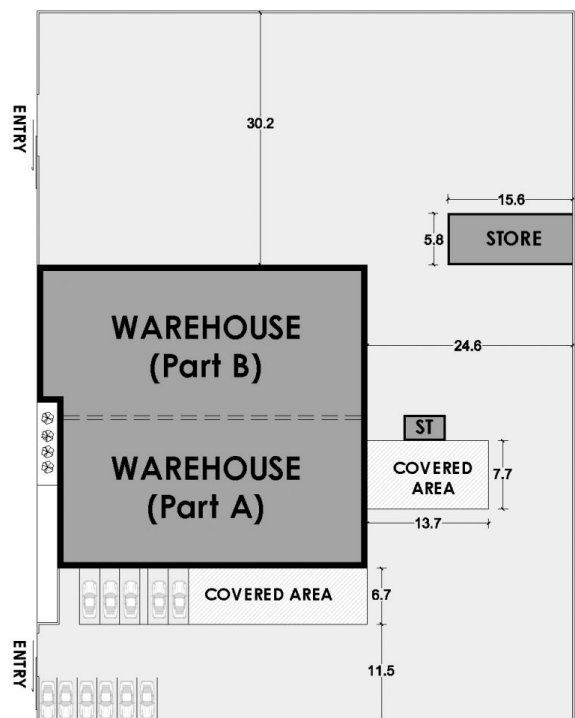 ENTRY
30.2
15.6
5.8
STORE
WAREHOUSE
(Part B)
24.6
ST
WAREHOUSE
(Part A)
COVERED
AREA
7.7
13.7
COVERED AREA
6.7
ENTRY
11.5